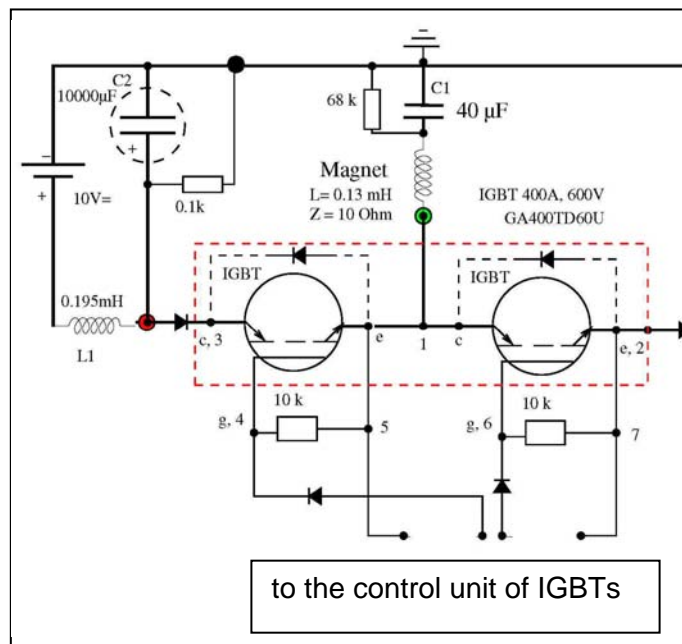 C2
10000µF
+
−
+
10V=
0.1k
0.195mH
L1
68 k
C1
40 µF
Magnet
L= 0.13 mH
Z = 10 Ohm
IGBT 400A, 600V
GA400TD60U
IGBT
IGBT
c, 3
e
1
c
e, 2
10 k
10 k
g, 4
5
g, 6
7
to the control unit of IGBTs